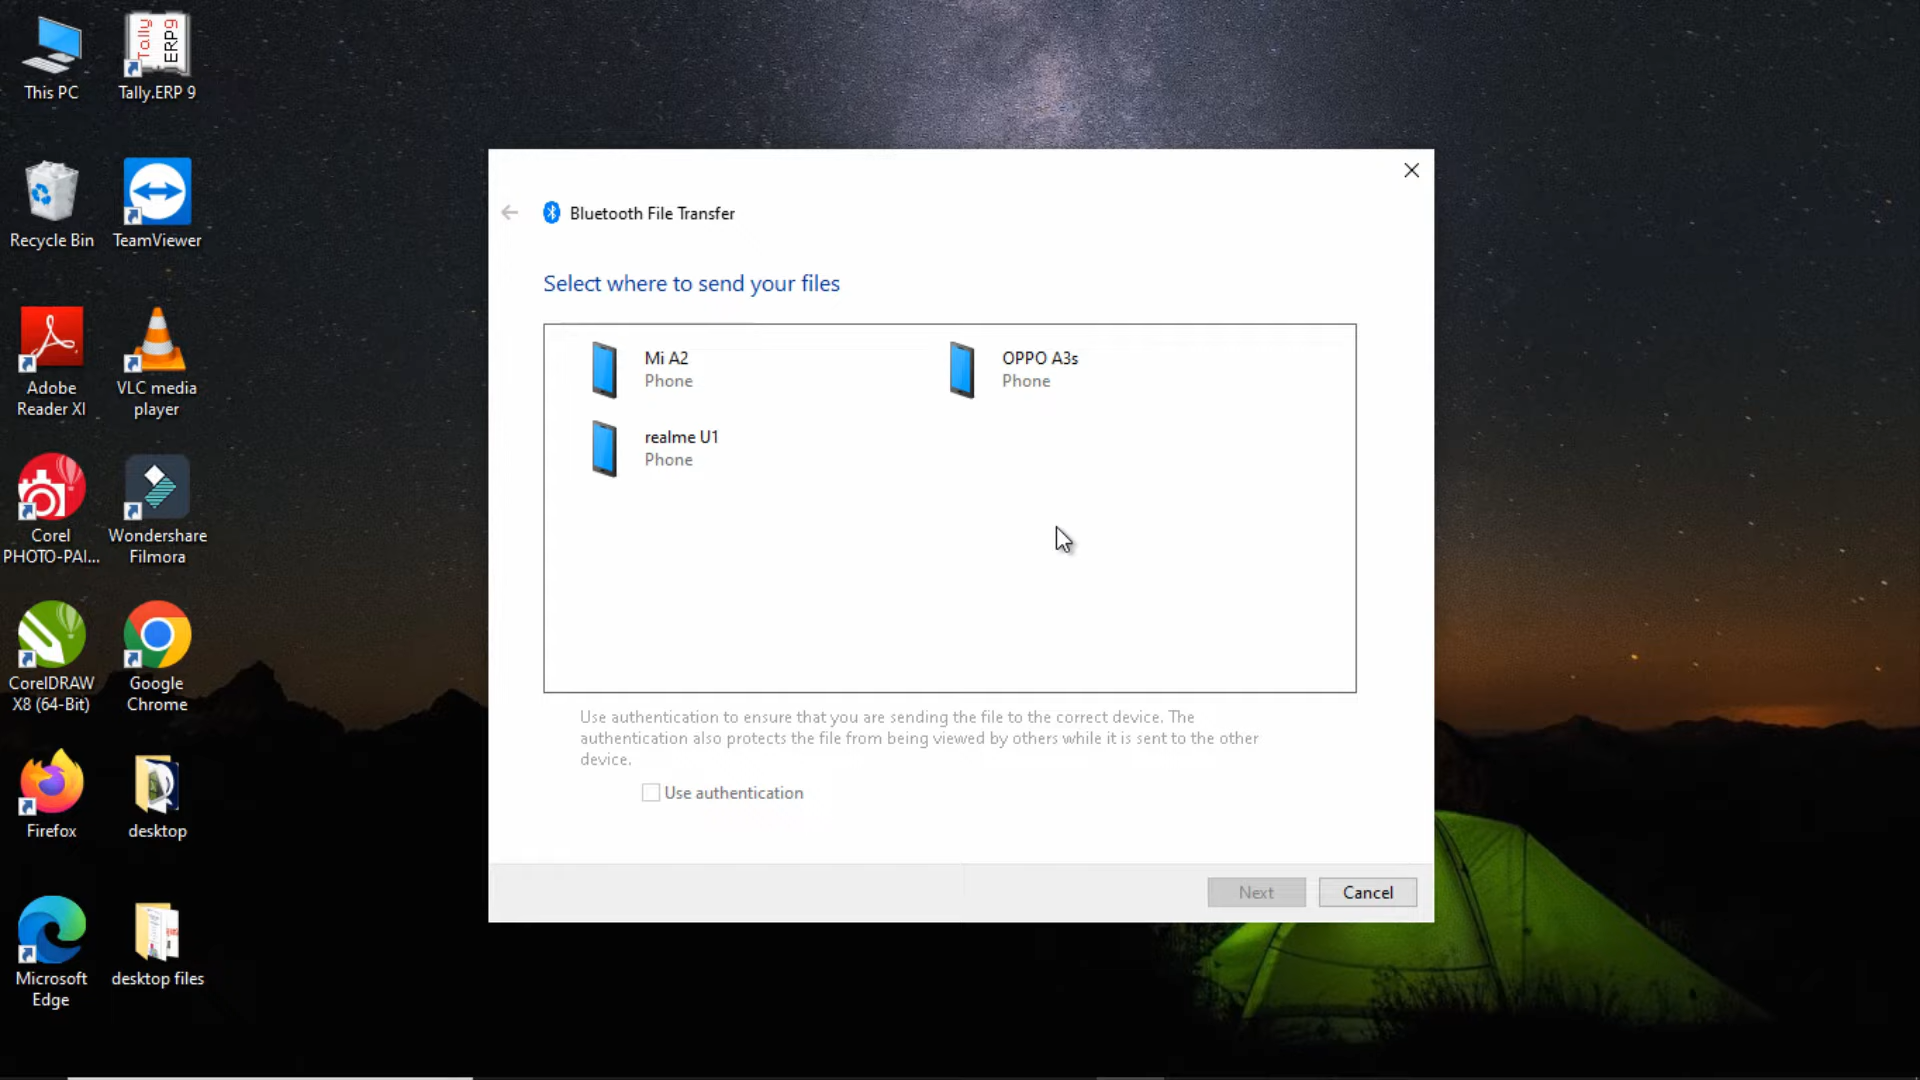 This PC
Tally
ERP9
Tally.ERP 9
Recycle Bin
TeamViewer
Adobe
Reader XI
VLC media
player
Corel
PHOTO-PAI...
Wondershare
Filmora
CorelDRAW
X8 (64-Bit)
Google
Chrome
Firefox
desktop
Microsoft
Edge
desktop files
Bluetooth File Transfer
Select where to send your files
Mi A2
Phone
OPPO A3s
Phone
realme U1
Phone
Use authentication to ensure that you are sending the file to the correct device. The
authentication also protects the file from being viewed by others while it is sent to the other
device.
Use authentication
Next
Cancel